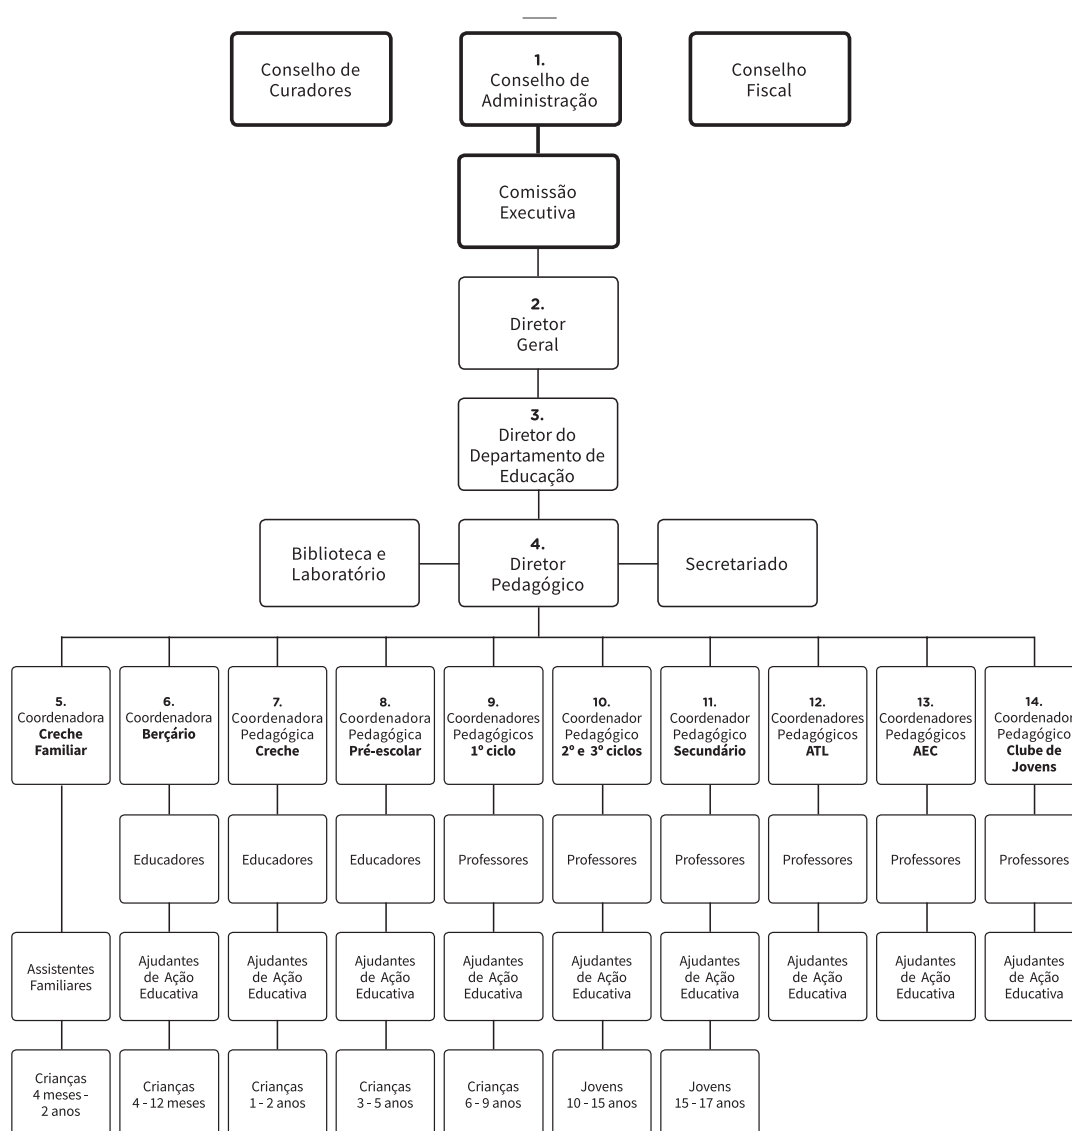 Conselho de
Curadores
1.
Conselho de
Administração
Conselho
Fiscal
Comissão
Executiva
2.
Diretor
Geral
3.
Diretor do
Departamento de
Educação
Biblioteca e
Laboratório
4.
Diretor
Pedagógico
Secretariado
5.
Coordenadora
Creche
Familiar
6.
Coordenadora
Berçário
7.
Coordenadora
Pedagógica
Creche
8.
Coordenadora
Pedagógica
Pré-escolar
9.
Coordenadores
Pedagógicos
1º ciclo
10.
Coordenador
Pedagógico
2º e 3º ciclos
11.
Coordenador
Pedagógico
Secundário
12.
Coordenadores
Pedagógicos
ATL
13.
Coordenadores
Pedagógicos
AEC
14.
Coordenador
Pedagógico
Clube de
Jovens
Educadores
Educadores
Educadores
Professores
Professores
Professores
Professores
Professores
Professores
Assistentes
Familiares
Ajudantes
de Ação
Educativa
Ajudantes
de Ação
Educativa
Ajudantes
de Ação
Educativa
Ajudantes
de Ação
Educativa
Ajudantes
de Ação
Educativa
Ajudantes
de Ação
Educativa
Ajudantes
de Ação
Educativa
Ajudantes
de Ação
Educativa
Ajudantes
de Ação
Educativa
Crianças
4 meses -
2 anos
Crianças
4 - 12 meses
Crianças
1 - 2 anos
Crianças
3 - 5 anos
Crianças
6 - 9 anos
Jovens
10 - 15 anos
Jovens
15 - 17 anos